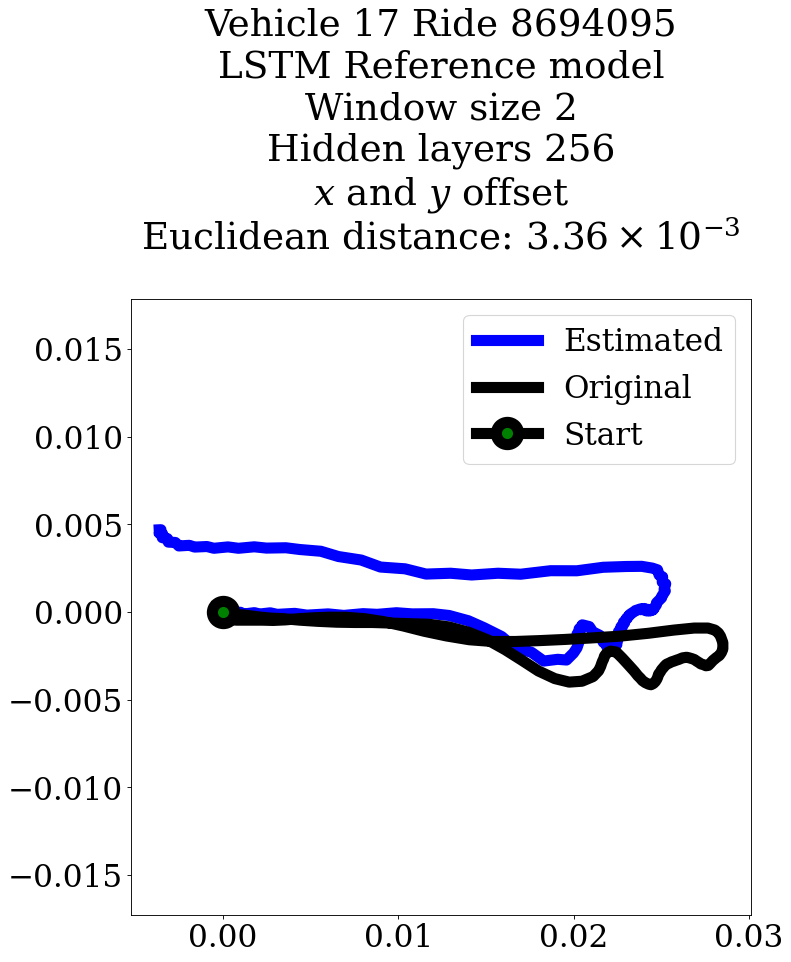 Vehicle 17 Ride 8694095
LSTM Reference model
Window size 2
Hidden layers 256
x and y offset
Euclidean distance: 3.36 × 10⁻³
Estimated
Original
Start
0.015
0.010
0.005
0.000
−0.005
−0.010
−0.015
0.00 0.01 0.02 0.03